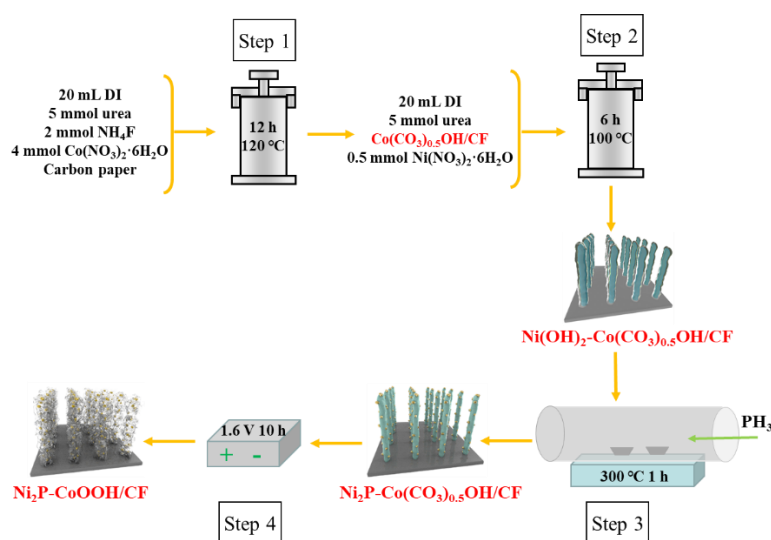 Step 1
20 mL DI
5 mmol urea
2 mmol NH₄F
4 mmol Co(NO₃)₂·6H₂O
Carbon paper
12 h
120 ℃
20 mL DI
5 mmol urea
Co(CO₃)₀.₅OH/CF
0.5 mmol Ni(NO₃)₂·6H₂O
Step 2
6 h
100 ℃
Ni(OH)₂-Co(CO₃)₀.₅OH/CF
PH₃
300 ℃ 1 h
Step 3
Ni₂P-Co(CO₃)₀.₅OH/CF
1.6 V 10 h
+ -
Step 4
Ni₂P-CoOOH/CF